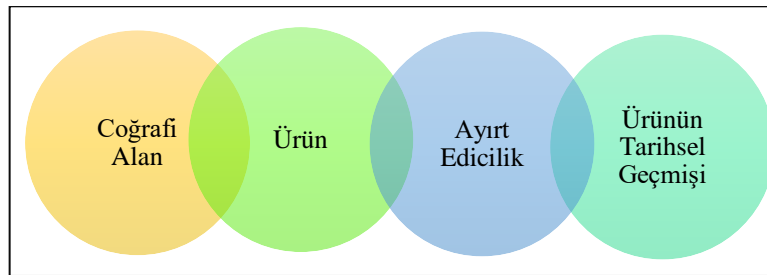 Coğrafi
Alan
Ürün
Ayırt
Edicilik
Ürünün
Tarihsel
Geçmişi